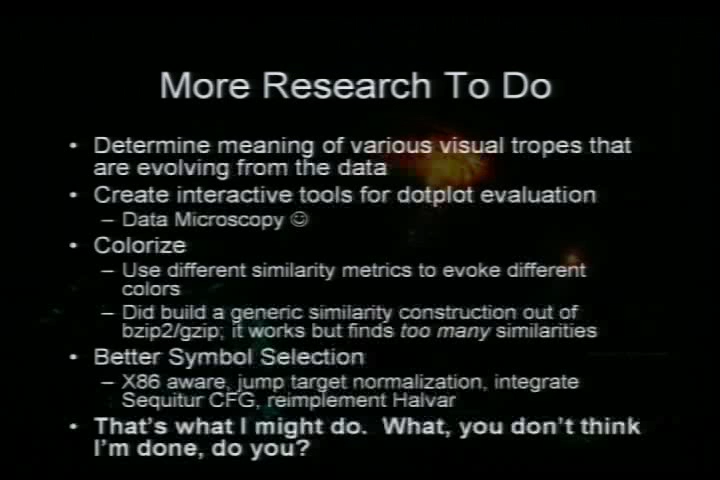 More Research To Do
• Determine meaning of various visual tropes that
are evolving from the data
• Create interactive tools for dotplot evaluation
– Data Microscopy ☺
• Colorize
– Use different similarity metrics to evoke different
colors
– Did build a generic similarity construction out of
bzip2/gzip; it works but finds too many similarities
• Better Symbol Selection
– X86 aware, jump target normalization, integrate
Sequitur CFG, reimplement Halvar
• That's what I might do.  What, you don't think
I'm done, do you?